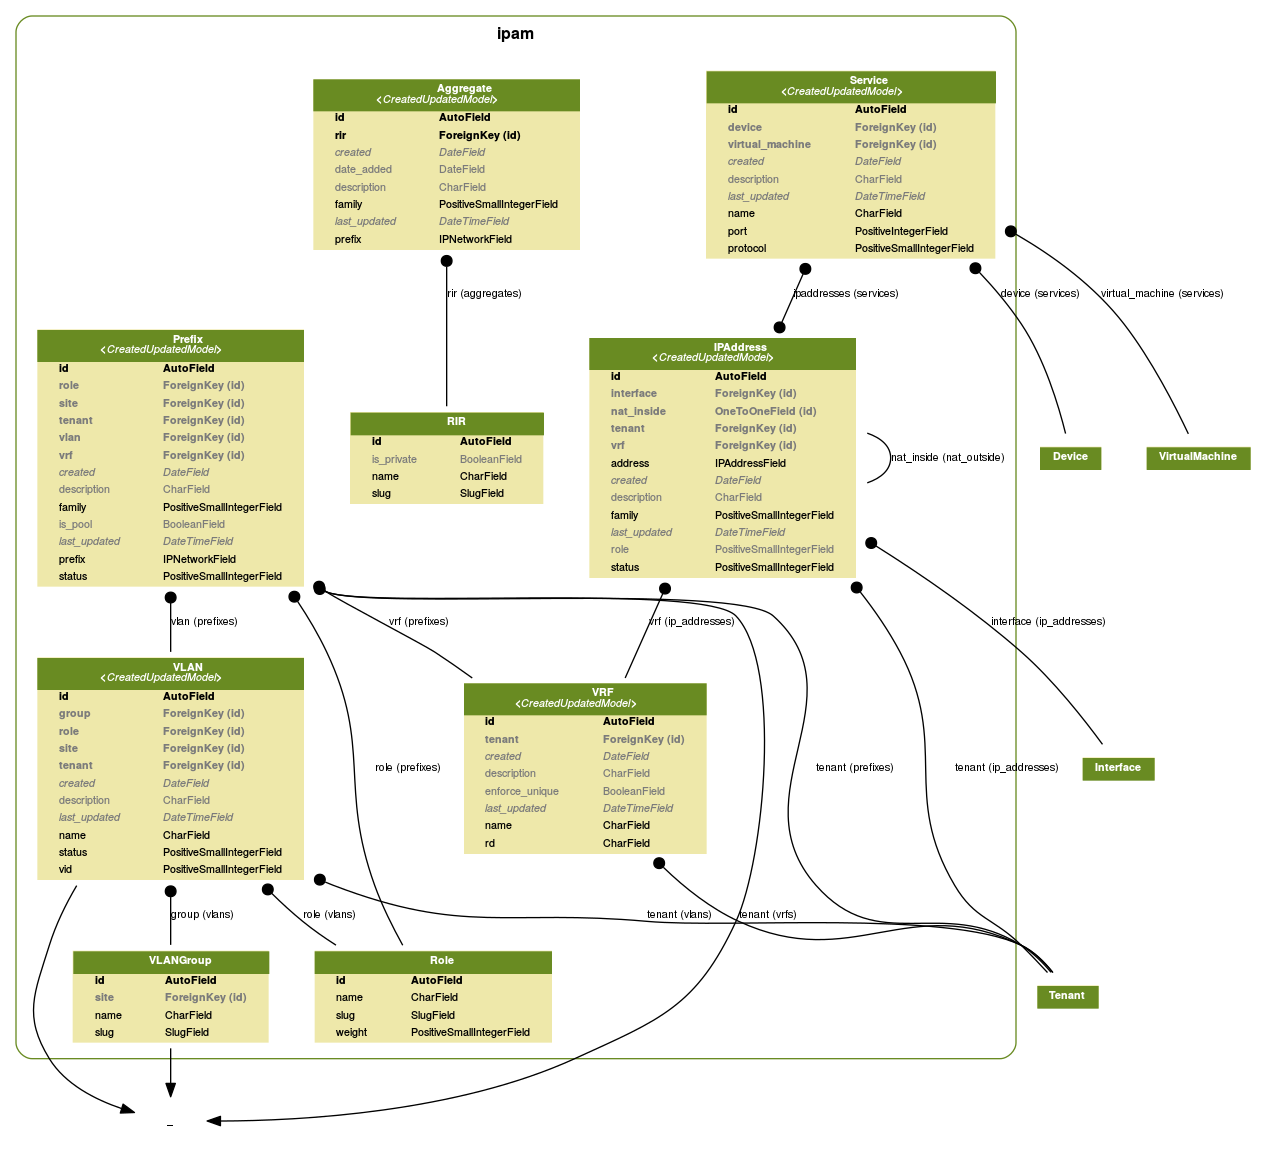 ipam
Aggregate
<CreatedUpdatedModel>
id AutoField
rir ForeignKey (id)
created DateField
date_added DateField
description CharField
family PositiveSmallIntegerField
last_updated DateTimeField
prefix IPNetworkField
Service
<CreatedUpdatedModel>
id AutoField
device ForeignKey (id)
virtual_machine ForeignKey (id)
created DateField
description CharField
last_updated DateTimeField
name CharField
port PositiveIntegerField
protocol PositiveSmallIntegerField
rir (aggregates)
ipaddresses (services)
device (services)
virtual_machine (services)
Prefix
<CreatedUpdatedModel>
id AutoField
role ForeignKey (id)
site ForeignKey (id)
tenant ForeignKey (id)
vlan ForeignKey (id)
vrf ForeignKey (id)
created DateField
description CharField
family PositiveSmallIntegerField
is_pool BooleanField
last_updated DateTimeField
prefix IPNetworkField
status PositiveSmallIntegerField
RIR
id AutoField
is_private BooleanField
name CharField
slug SlugField
IPAddress
<CreatedUpdatedModel>
id AutoField
interface ForeignKey (id)
nat_inside OneToOneField (id)
tenant ForeignKey (id)
vrf ForeignKey (id)
address IPAddressField
created DateField
description CharField
family PositiveSmallIntegerField
last_updated DateTimeField
role PositiveSmallIntegerField
status PositiveSmallIntegerField
nat_inside (nat_outside)
Device
VirtualMachine
vlan (prefixes)
vrf (prefixes)
vrf (ip_addresses)
interface (ip_addresses)
VLAN
<CreatedUpdatedModel>
id AutoField
group ForeignKey (id)
role ForeignKey (id)
site ForeignKey (id)
tenant ForeignKey (id)
created DateField
description CharField
last_updated DateTimeField
name CharField
status PositiveSmallIntegerField
vid PositiveSmallIntegerField
role (prefixes)
VRF
<CreatedUpdatedModel>
id AutoField
tenant ForeignKey (id)
created DateField
description CharField
enforce_unique BooleanField
last_updated DateTimeField
name CharField
rd CharField
tenant (prefixes)
tenant (ip_addresses)
Interface
group (vlans)
role (vlans)
tenant (vlans)
tenant (vrfs)
VLANGroup
id AutoField
site ForeignKey (id)
name CharField
slug SlugField
Role
id AutoField
name CharField
slug SlugField
weight PositiveSmallIntegerField
Tenant
_